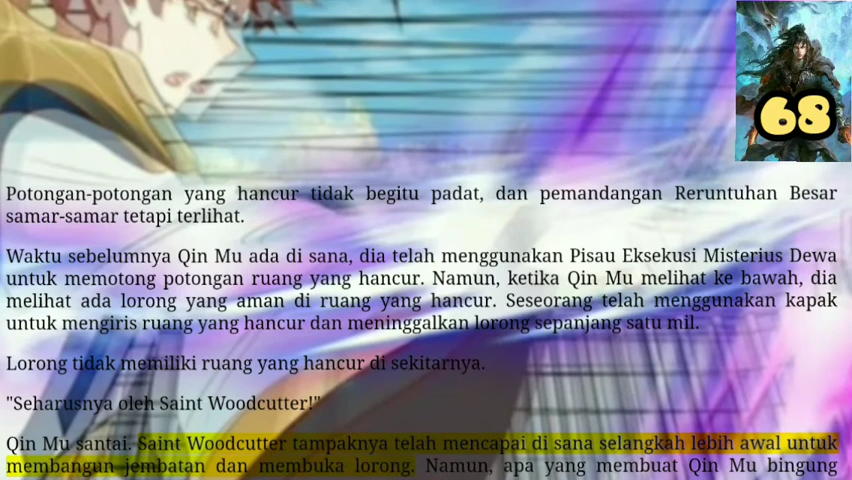 68
Potongan-potongan yang hancur tidak begitu padat, dan pemandangan Reruntuhan Besar
samar-samar tetapi terlihat.
Waktu sebelumnya Qin Mu ada di sana, dia telah menggunakan Pisau Eksekusi Misterius Dewa
untuk memotong potongan ruang yang hancur. Namun, ketika Qin Mu melihat ke bawah, dia
melihat ada lorong yang aman di ruang yang hancur. Seseorang telah menggunakan kapak
untuk mengiris ruang yang hancur dan meninggalkan lorong sepanjang satu mil.
Lorong tidak memiliki ruang yang hancur di sekitarnya.
"Seharusnya oleh Saint Woodcutter!"
Qin Mu santai. Saint Woodcutter tampaknya telah mencapai di sana selangkah lebih awal untuk
membangun jembatan dan membuka lorong. Namun, apa yang membuat Qin Mu bingung